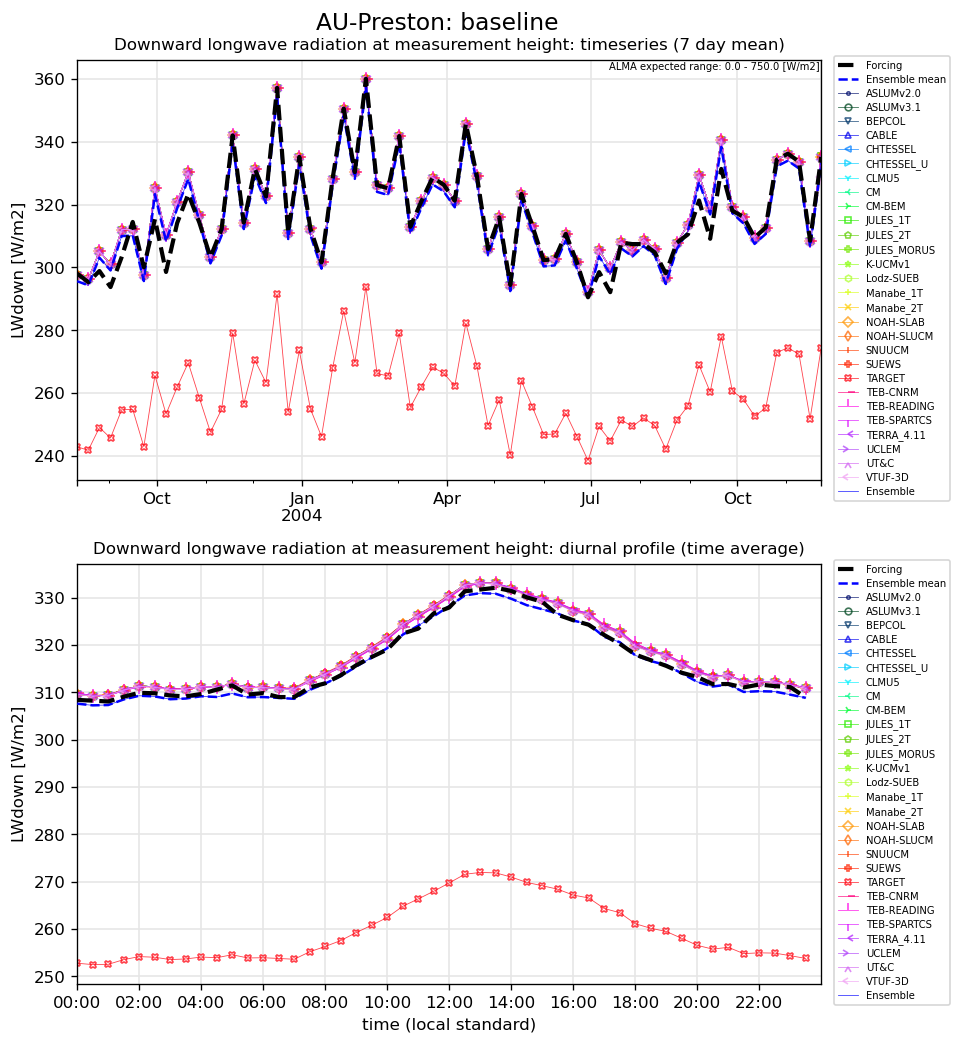 AU-Preston: baseline
Downward longwave radiation at measurement height: timeseries (7 day mean)
ALMA expected range: 0.0 - 750.0 [W/m2]
LWdown [W/m2]
360
340
320
300
280
260
240
Oct
Jan
2004
Apr
Jul
Oct
Forcing
Ensemble mean
ASLUMv2.0
ASLUMv3.1
BEPCOL
CABLE
CHTESSEL
CHTESSEL_U
CLMU5
CM
CM-BEM
JULES_1T
JULES_2T
JULES_MORUS
K-UCMv1
Lodz-SUEB
Manabe_1T
Manabe_2T
NOAH-SLAB
NOAH-SLUCM
SNUUCM
SUEWS
TARGET
TEB-CNRM
TEB-READING
TEB-SPARTCS
TERRA_4.11
UCLEM
UT&C
VTUF-3D
Ensemble
Downward longwave radiation at measurement height: diurnal profile (time average)
LWdown [W/m2]
330
320
310
300
290
280
270
260
250
00:00 02:00 04:00 06:00 08:00 10:00 12:00 14:00 16:00 18:00 20:00 22:00
time (local standard)
Forcing
Ensemble mean
ASLUMv2.0
ASLUMv3.1
BEPCOL
CABLE
CHTESSEL
CHTESSEL_U
CLMU5
CM
CM-BEM
JULES_1T
JULES_2T
JULES_MORUS
K-UCMv1
Lodz-SUEB
Manabe_1T
Manabe_2T
NOAH-SLAB
NOAH-SLUCM
SNUUCM
SUEWS
TARGET
TEB-CNRM
TEB-READING
TEB-SPARTCS
TERRA_4.11
UCLEM
UT&C
VTUF-3D
Ensemble